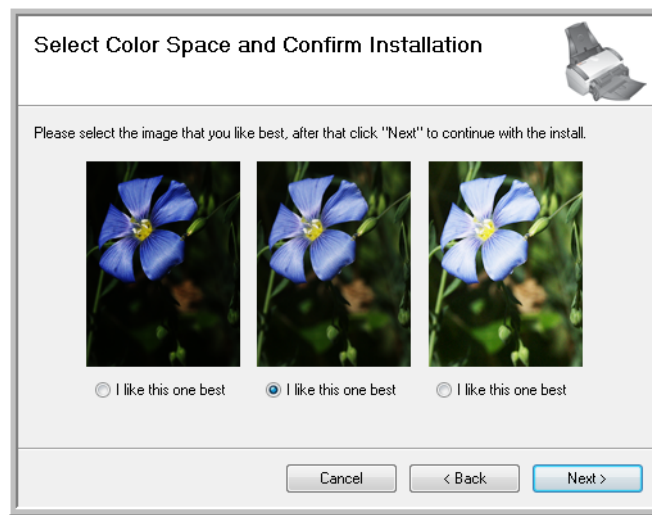 Select Color Space and Confirm Installation
Please select the image that you like best, after that click "Next" to continue with the install.
I like this one best
I like this one best
I like this one best
Cancel
< Back
Next >